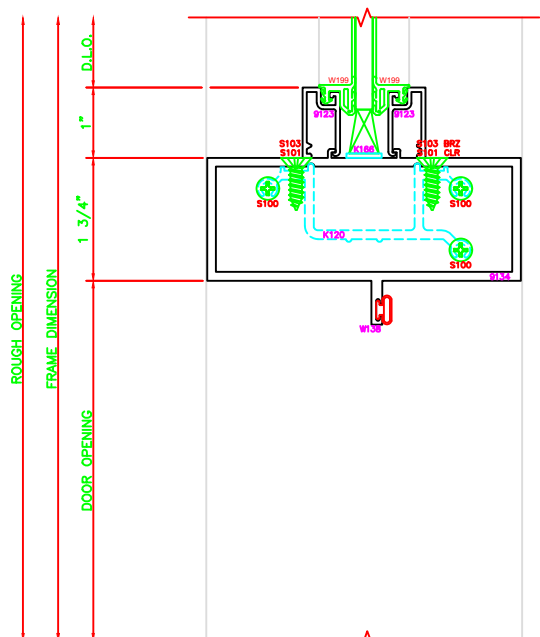 D.L.O.
1"
1 3/4"
ROUGH OPENING
FRAME DIMENSION
DOOR OPENING
W199
W199
9123
9123
K166
S103
S101
S103 BRZ
S101 CLR
S100
S100
K120
S100
9134
W138